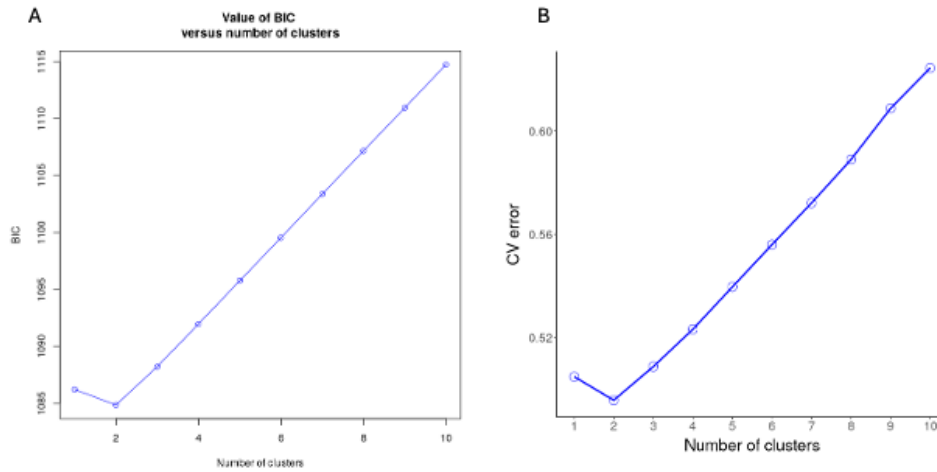 A
Value of BIC
versus number of clusters
1115
1110
1105
1100
1095
1090
1085
BIC
2 4 6 8 10
Number of clusters
B
0.60
0.56
0.52
CV error
1 2 3 4 5 6 7 8 9 10
Number of clusters